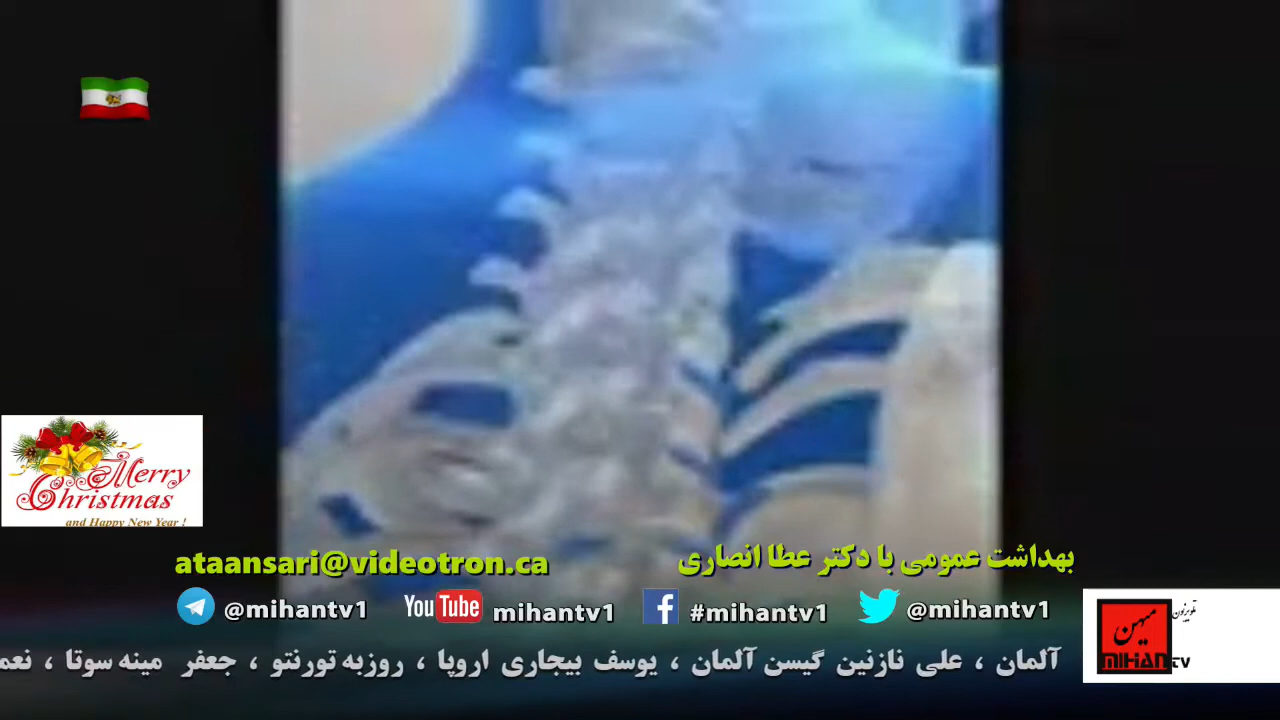 Merry
Christmas
and Happy New Year !
بهداشت عمومی با دکتر عطا انصاری
ataansari@videotron.ca
@mihantv1
YouTube mihantv1
#mihantv1
@mihantv1
تلویزیون
میهن
MIHAN TV
آلمان ، علی نازنین گیسن آلمان ، یوسف بیجاری اروپا ، روزبه تورنتو ، جعفر مینه سوتا ، نعم